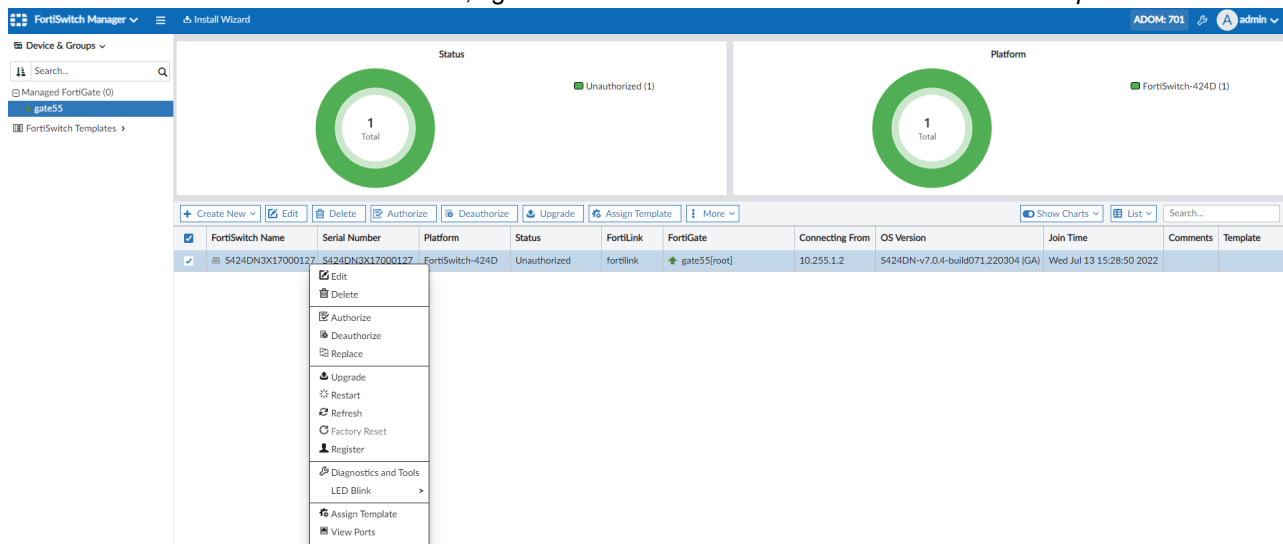 FortiSwitch Manager
Install Wizard
ADOM: 701
A
admin
Device & Groups
Search...
Managed FortiGate (0)
gate55
FortiSwitch Templates >
Status
1
Total
Unauthorized (1)
Platform
1
Total
FortiSwitch-424D (1)
+ Create New
Edit
Delete
Authorize
Deauthorize
Upgrade
Assign Template
More
Show Charts
List
Search...
FortiSwitch Name Serial Number Platform Status FortiLink FortiGate Connecting From OS Version Join Time Comments Template
S424DN3X17000127 S424DN3X17000127 FortiSwitch-424D Unauthorized fortilink gate55[root] 10.255.1.2 S424DN-v7.0.4-build071,220304 (GA) Wed Jul 13 15:28:50 2022
Edit
Delete
Authorize
Deauthorize
Replace
Upgrade
Restart
Refresh
Factory Reset
Register
Diagnostics and Tools
LED Blink >
Assign Template
View Ports